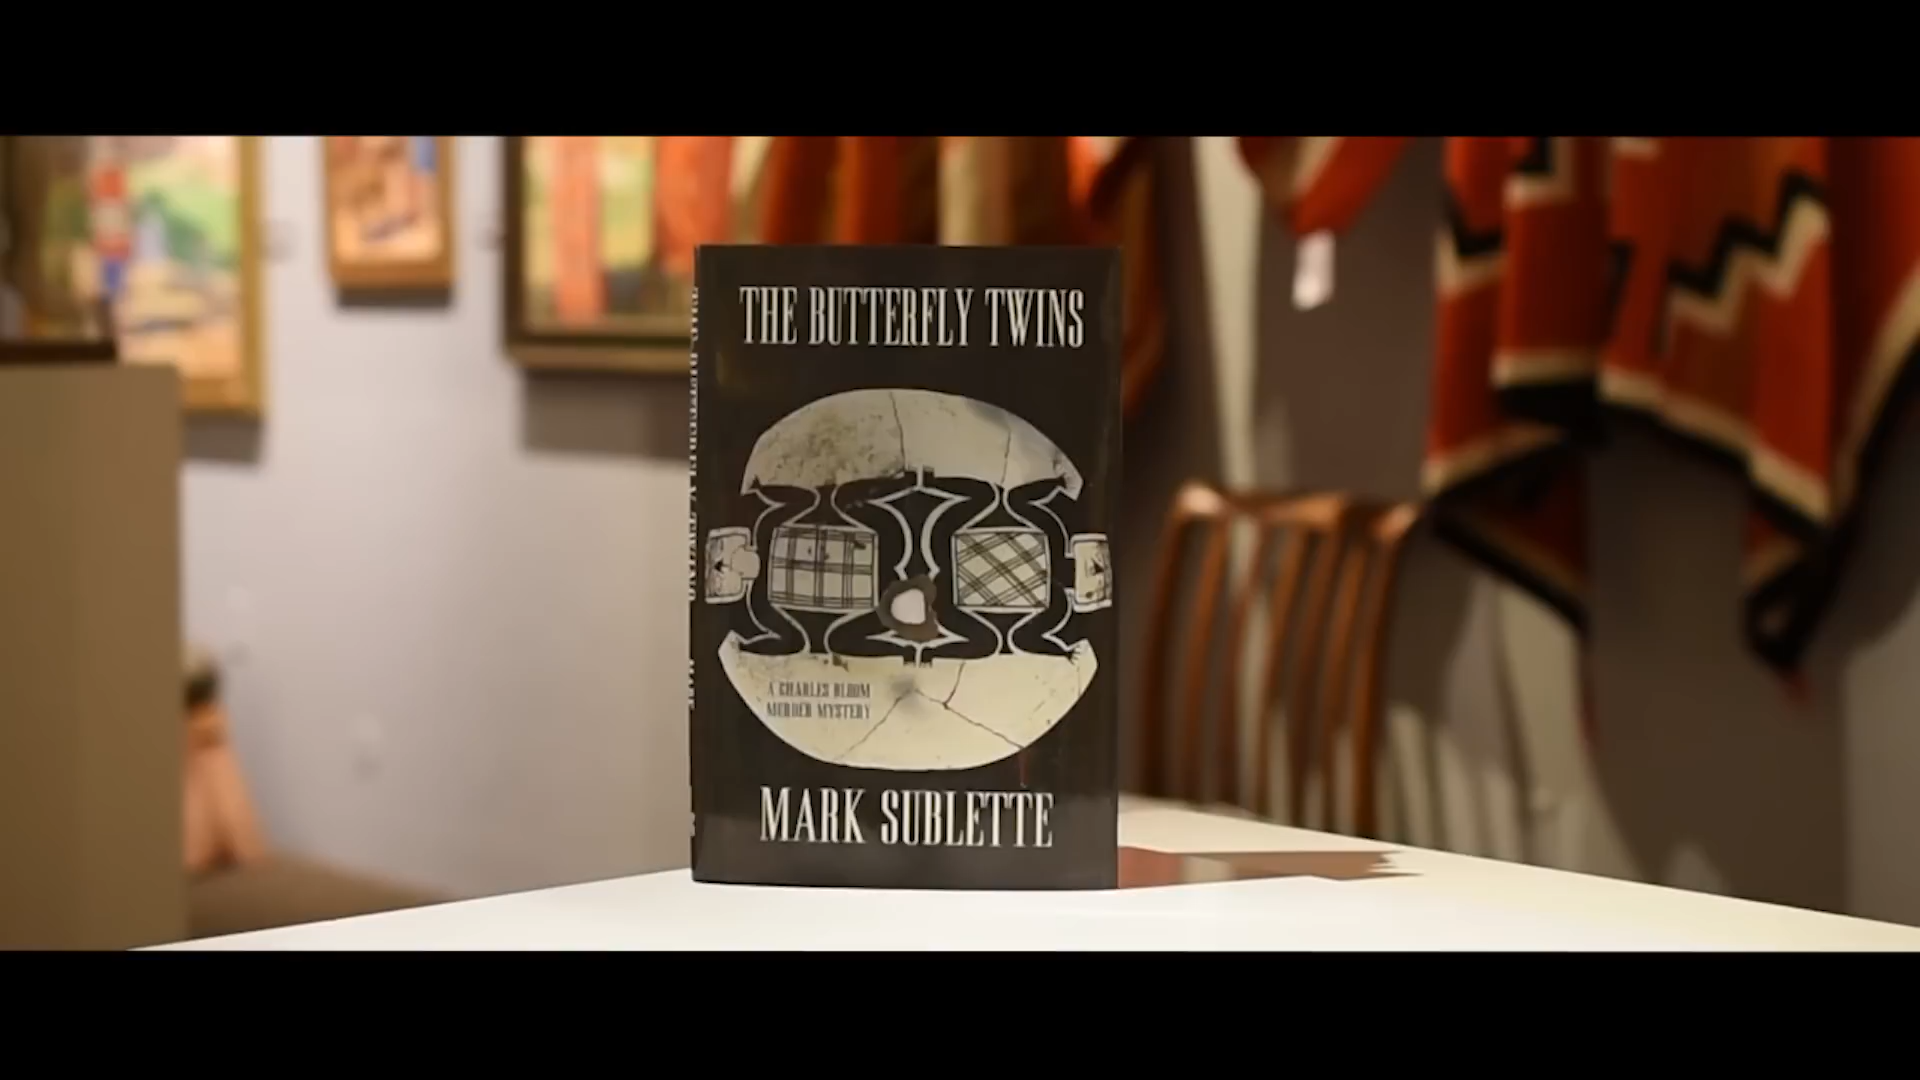 THE BUTTERFLY TWINS
A CHARLES BLOOM
MURDER MYSTERY
MARK SUBLETTE